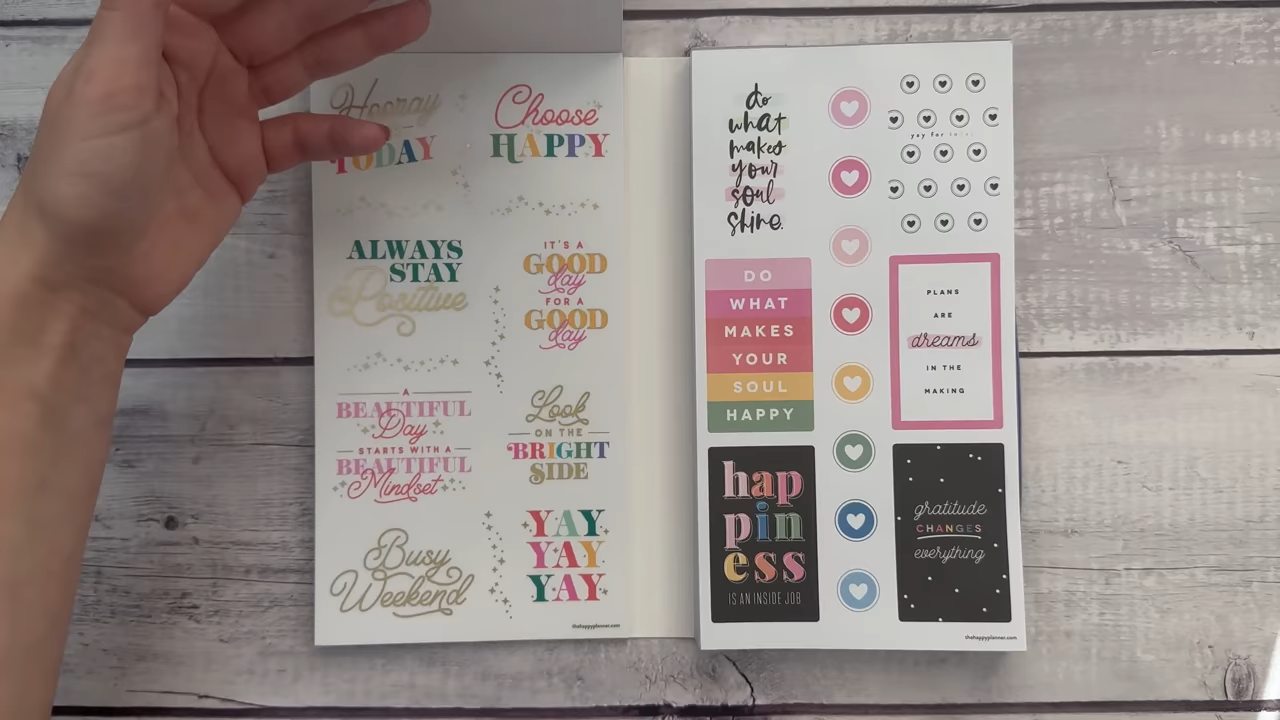 Hooray
TODAY
Choose
HAPPY
ALWAYS
STAY
Positive
IT'S A
GOOD
day
FOR A
GOOD
day
A
BEAUTIFUL
Day
STARTS WITH A
BEAUTIFUL
Mindset
Look
ON THE
BRIGHT
SIDE
Busy
Weekend
YAY
YAY
YAY
thehappyplanner.com
do
what
makes
your
soul
shine.
yay for
DO
WHAT
MAKES
YOUR
SOUL
HAPPY
PLANS
ARE
dreams
IN THE
MAKING
hap
pin
ess
IS AN INSIDE JOB
gratitude
CHANGES
everything
thehappyplanner.com